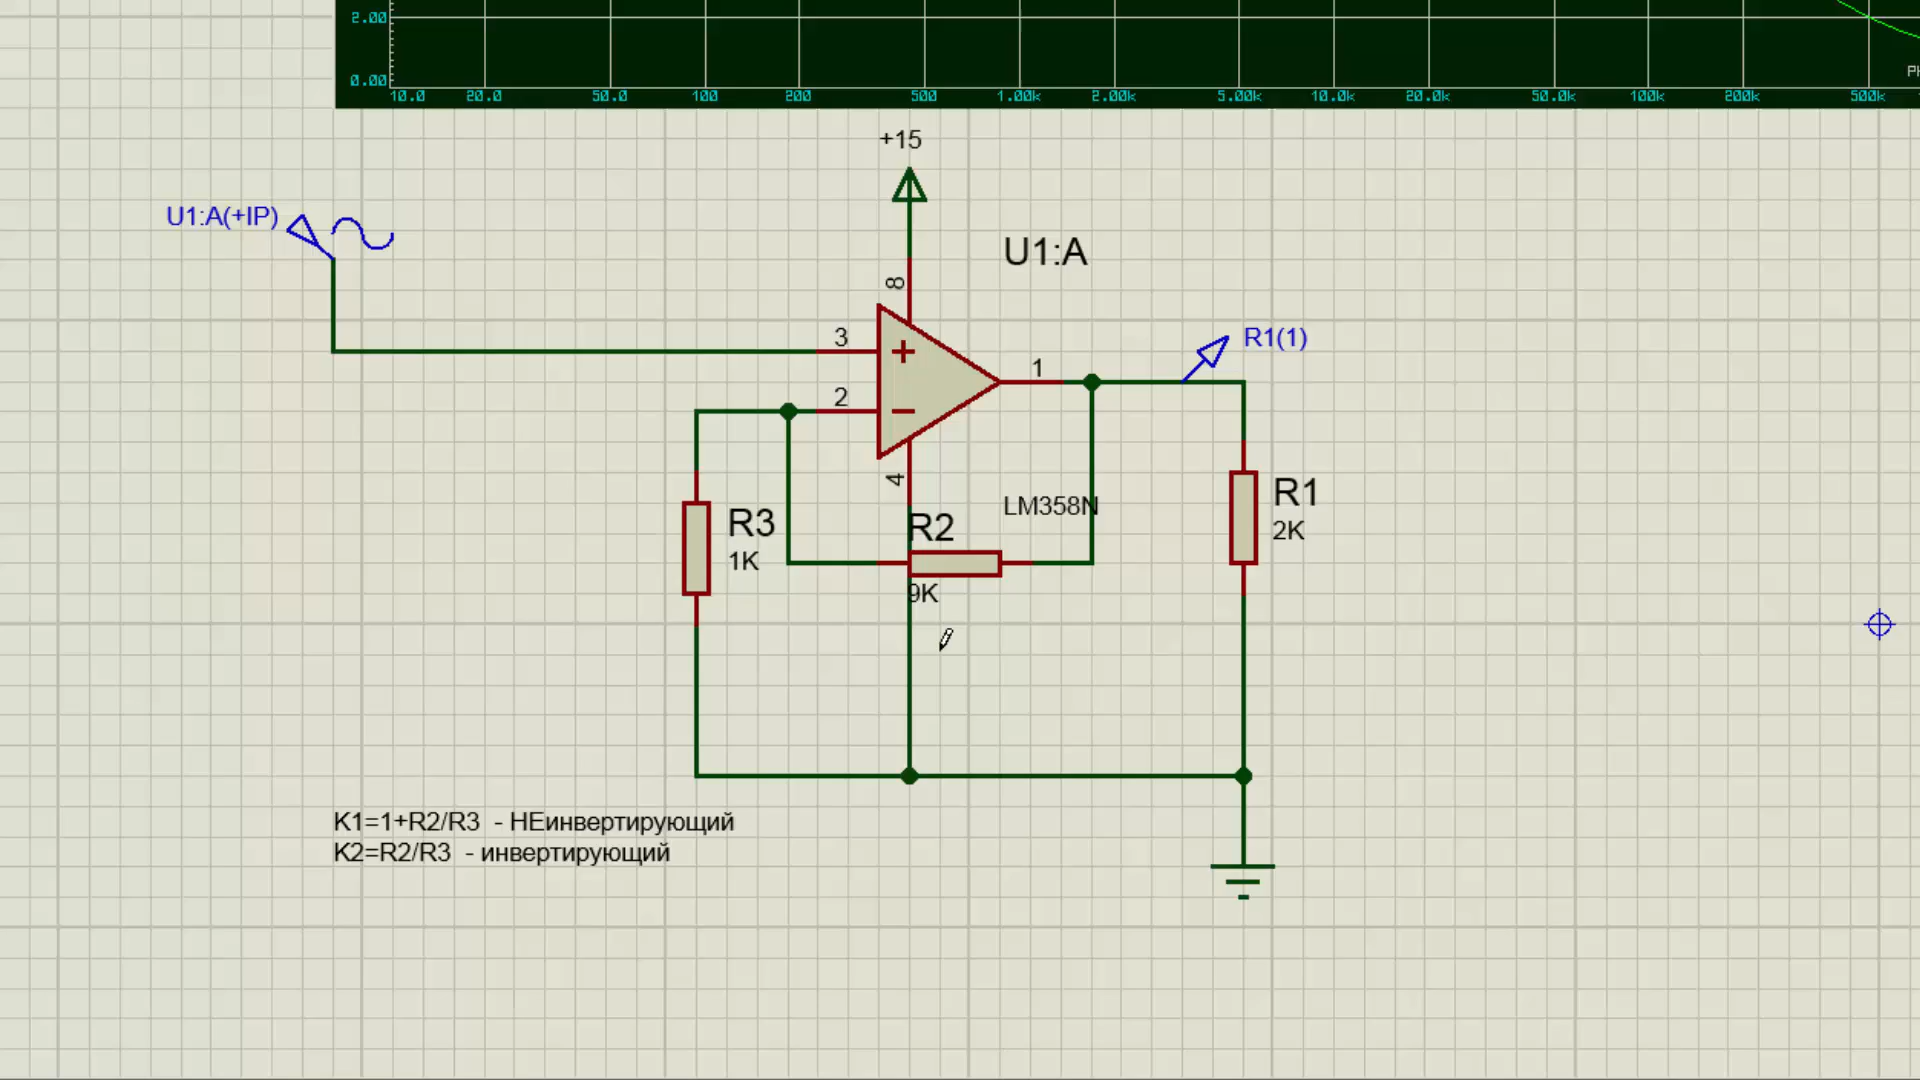 2.00
0.00
10.0 20.0 50.0 100 200 500 1.00k 2.00k 5.00k 10.0k 20.0k 50.0k 100k 200k 500k
+15
U1:A(+IP)
U1:A
8
3
R1(1)
1
2
4
LM358N
R1
2K
R3
1K
R2
9K
K1=1+R2/R3 - НЕинвертирующий
K2=R2/R3 - инвертирующий